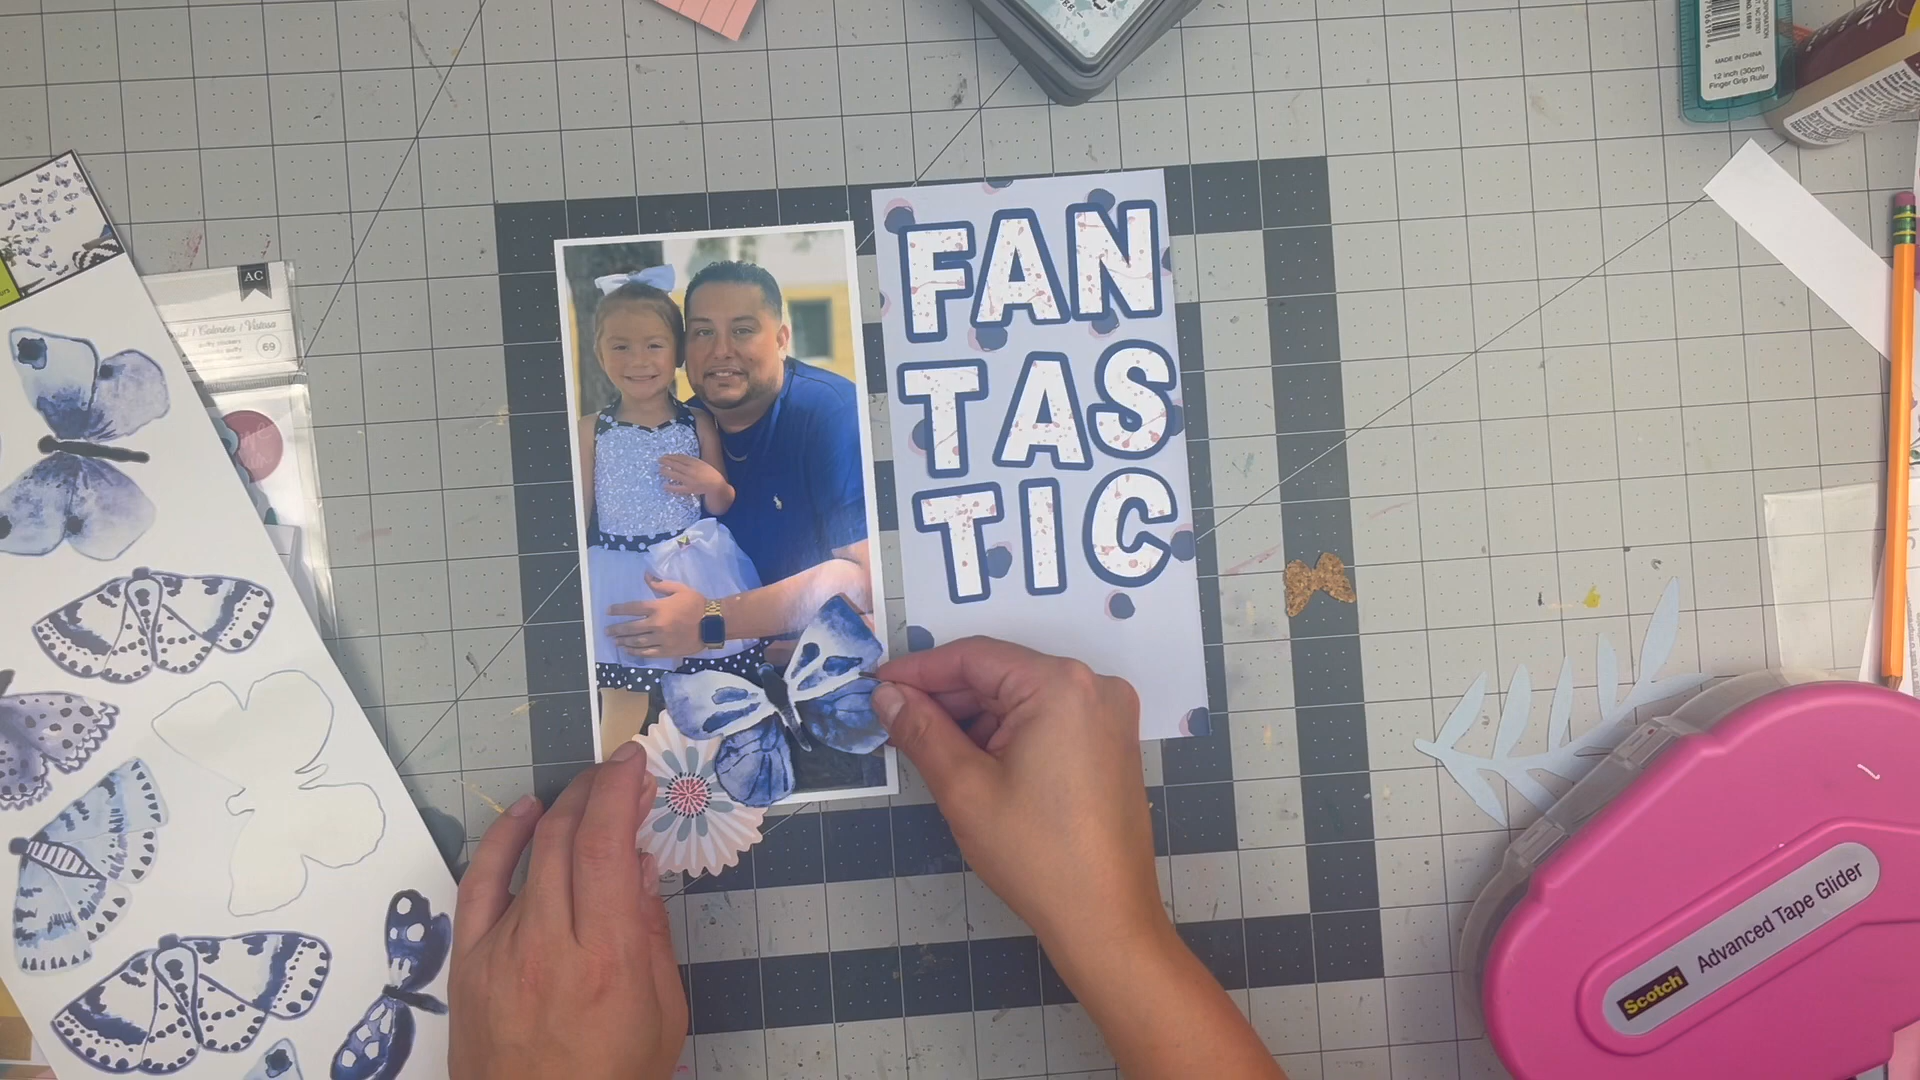 FAN
TAS
TIC
AC
69
MADE IN CHINA
12 inch (30cm)
Finger Grip Ruler
Scotch Advanced Tape Glider